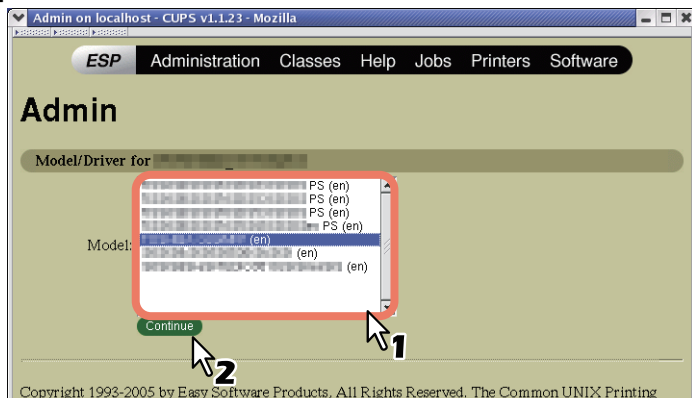 Admin on localhost - CUPS v1.1.23 - Mozilla
ESP Administration Classes Help Jobs Printers Software
Admin
Model/Driver for
PS (en)
PS (en)
PS (en)
PS (en)
Model:
(en)
(en)
(en)
Continue
1
2
Copyright 1993-2005 by Easy Software Products, All Rights Reserved. The Common UNIX Printing